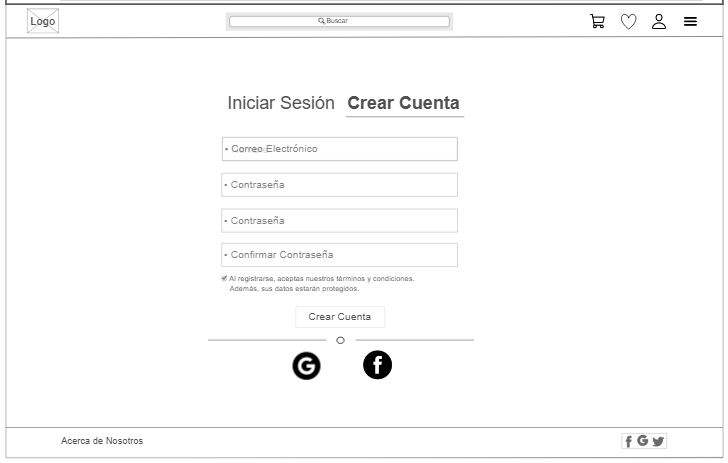 Logo
Buscar
Iniciar Sesión Crear Cuenta
• Correo Electrónico
• Contraseña
• Contraseña
• Confirmar Contraseña
Al registrarse, aceptas nuestros términos y condiciones.
Además, sus datos estarán protegidos.
Crear Cuenta
O
G f
Acerca de Nosotros
f G